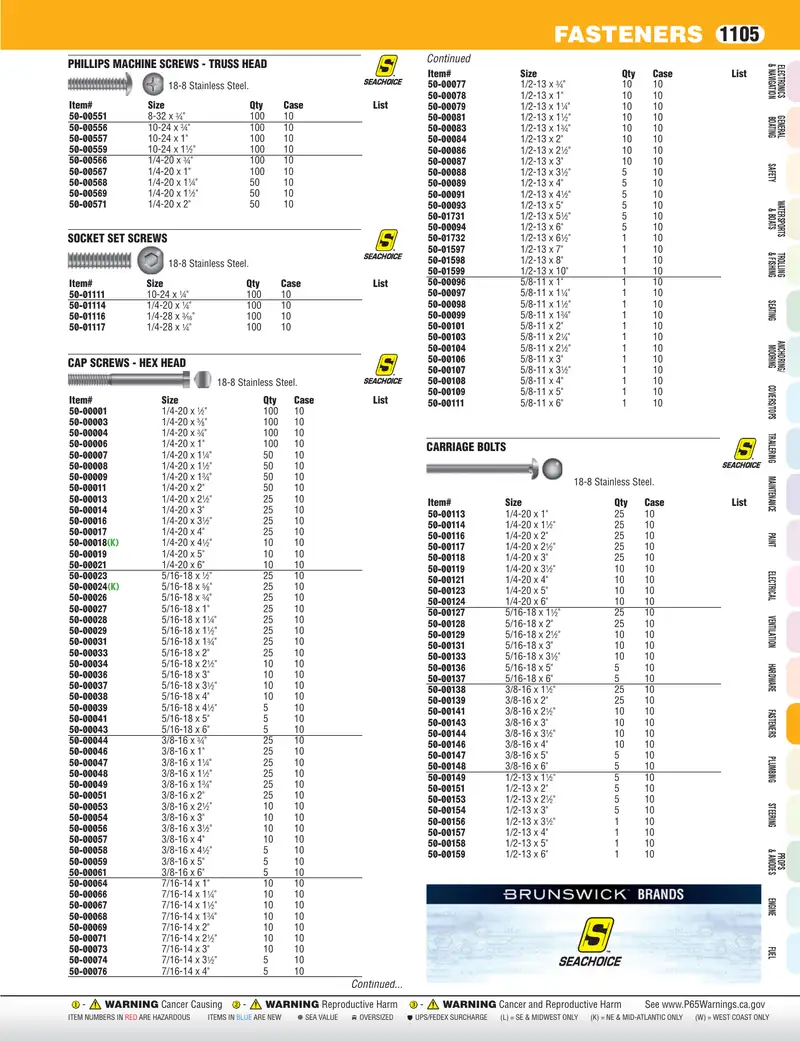 FASTENERS 1105
PHILLIPS MACHINE SCREWS - TRUSS HEAD
SEACHOICE
18-8 Stainless Steel.
Item# Size Qty Case List
50-00551 8-32 x ¾" 100 10
50-00556 10-24 x ¾" 100 10
50-00557 10-24 x 1" 100 10
50-00559 10-24 x 1½" 100 10
50-00566 1/4-20 x ¾" 100 10
50-00567 1/4-20 x 1" 100 10
50-00568 1/4-20 x 1¼" 50 10
50-00569 1/4-20 x 1½" 50 10
50-00571 1/4-20 x 2" 50 10
SOCKET SET SCREWS
SEACHOICE
18-8 Stainless Steel.
Item# Size Qty Case List
50-01111 10-24 x ¼" 100 10
50-01114 1/4-20 x ¼" 100 10
50-01116 1/4-28 x 3⁄16" 100 10
50-01117 1/4-28 x ¼" 100 10
CAP SCREWS - HEX HEAD
SEACHOICE
18-8 Stainless Steel.
Item# Size Qty Case List
50-00001 1/4-20 x ½" 100 10
50-00003 1/4-20 x ⅝" 100 10
50-00004 1/4-20 x ¾" 100 10
50-00006 1/4-20 x 1" 100 10
50-00007 1/4-20 x 1¼" 50 10
50-00008 1/4-20 x 1½" 50 10
50-00009 1/4-20 x 1¾" 50 10
50-00011 1/4-20 x 2" 50 10
50-00013 1/4-20 x 2½" 25 10
50-00014 1/4-20 x 3" 25 10
50-00016 1/4-20 x 3½" 25 10
50-00017 1/4-20 x 4" 25 10
50-00018(K) 1/4-20 x 4½" 10 10
50-00019 1/4-20 x 5" 10 10
50-00021 1/4-20 x 6" 10 10
50-00023 5/16-18 x ½" 25 10
50-00024(K) 5/16-18 x ⅝" 25 10
50-00026 5/16-18 x ¾" 25 10
50-00027 5/16-18 x 1" 25 10
50-00028 5/16-18 x 1¼" 25 10
50-00029 5/16-18 x 1½" 25 10
50-00031 5/16-18 x 1¾" 25 10
50-00033 5/16-18 x 2" 25 10
50-00034 5/16-18 x 2½" 10 10
50-00036 5/16-18 x 3" 10 10
50-00037 5/16-18 x 3½" 10 10
50-00038 5/16-18 x 4" 10 10
50-00039 5/16-18 x 4½" 5 10
50-00041 5/16-18 x 5" 5 10
50-00043 5/16-18 x 6" 5 10
50-00044 3/8-16 x ¾" 25 10
50-00046 3/8-16 x 1" 25 10
50-00047 3/8-16 x 1¼" 25 10
50-00048 3/8-16 x 1½" 25 10
50-00049 3/8-16 x 1¾" 25 10
50-00051 3/8-16 x 2" 25 10
50-00053 3/8-16 x 2½" 10 10
50-00054 3/8-16 x 3" 10 10
50-00056 3/8-16 x 3½" 10 10
50-00057 3/8-16 x 4" 10 10
50-00058 3/8-16 x 4½" 5 10
50-00059 3/8-16 x 5" 5 10
50-00061 3/8-16 x 6" 5 10
50-00064 7/16-14 x 1" 10 10
50-00066 7/16-14 x 1¼" 10 10
50-00067 7/16-14 x 1½" 10 10
50-00068 7/16-14 x 1¾" 10 10
50-00069 7/16-14 x 2" 10 10
50-00071 7/16-14 x 2½" 10 10
50-00073 7/16-14 x 3" 10 10
50-00074 7/16-14 x 3½" 5 10
50-00076 7/16-14 x 4" 5 10
Continued...
Continued
Item# Size Qty Case List
50-00077 1/2-13 x ¾" 10 10
50-00078 1/2-13 x 1" 10 10
50-00079 1/2-13 x 1¼" 10 10
50-00081 1/2-13 x 1½" 10 10
50-00083 1/2-13 x 1¾" 10 10
50-00084 1/2-13 x 2" 10 10
50-00086 1/2-13 x 2½" 10 10
50-00087 1/2-13 x 3" 10 10
50-00088 1/2-13 x 3½" 5 10
50-00089 1/2-13 x 4" 5 10
50-00091 1/2-13 x 4½" 5 10
50-00093 1/2-13 x 5" 5 10
50-01731 1/2-13 x 5½" 5 10
50-00094 1/2-13 x 6" 5 10
50-01732 1/2-13 x 6½" 1 10
50-01597 1/2-13 x 7" 1 10
50-01598 1/2-13 x 8" 1 10
50-01599 1/2-13 x 10" 1 10
50-00096 5/8-11 x 1" 1 10
50-00097 5/8-11 x 1¼" 1 10
50-00098 5/8-11 x 1½" 1 10
50-00099 5/8-11 x 1¾" 1 10
50-00101 5/8-11 x 2" 1 10
50-00103 5/8-11 x 2¼" 1 10
50-00104 5/8-11 x 2½" 1 10
50-00106 5/8-11 x 3" 1 10
50-00107 5/8-11 x 3½" 1 10
50-00108 5/8-11 x 4" 1 10
50-00109 5/8-11 x 5" 1 10
50-00111 5/8-11 x 6" 1 10
CARRIAGE BOLTS
SEACHOICE
18-8 Stainless Steel.
Item# Size Qty Case List
50-00113 1/4-20 x 1" 25 10
50-00114 1/4-20 x 1½" 25 10
50-00116 1/4-20 x 2" 25 10
50-00117 1/4-20 x 2½" 25 10
50-00118 1/4-20 x 3" 25 10
50-00119 1/4-20 x 3½" 10 10
50-00121 1/4-20 x 4" 10 10
50-00123 1/4-20 x 5" 10 10
50-00124 1/4-20 x 6" 10 10
50-00127 5/16-18 x 1½" 25 10
50-00128 5/16-18 x 2" 25 10
50-00129 5/16-18 x 2½" 10 10
50-00131 5/16-18 x 3" 10 10
50-00133 5/16-18 x 3½" 10 10
50-00136 5/16-18 x 5" 5 10
50-00137 5/16-18 x 6" 5 10
50-00138 3/8-16 x 1½" 25 10
50-00139 3/8-16 x 2" 25 10
50-00141 3/8-16 x 2½" 10 10
50-00143 3/8-16 x 3" 10 10
50-00144 3/8-16 x 3½" 10 10
50-00146 3/8-16 x 4" 10 10
50-00147 3/8-16 x 5" 5 10
50-00148 3/8-16 x 6" 5 10
50-00149 1/2-13 x 1½" 5 10
50-00151 1/2-13 x 2" 5 10
50-00153 1/2-13 x 2½" 5 10
50-00154 1/2-13 x 3" 5 10
50-00156 1/2-13 x 3½" 1 10
50-00157 1/2-13 x 4" 1 10
50-00158 1/2-13 x 5" 1 10
50-00159 1/2-13 x 6" 1 10
BRUNSWICK BRANDS
SEACHOICE
ELECTRONICS
& NAVIGATION
GENERAL
BOATING
SAFETY
WATERSPORTS
& BOATS
TROLLING
& FISHING
SEATING
ANCHORING/
MOORING
COVERS/TOPS
TRAILERING
MAINTENANCE
PAINT
ELECTRICAL
VENTILATION
HARDWARE
FASTENERS
PLUMBING
STEERING
PROPS
& ANODES
ENGINE
FUEL
1 - WARNING Cancer Causing 2 - WARNING Reproductive Harm 3 - WARNING Cancer and Reproductive Harm See www.P65Warnings.ca.gov
ITEM NUMBERS IN RED ARE HAZARDOUS ITEMS IN BLUE ARE NEW SEA VALUE OVERSIZED UPS/FEDEX SURCHARGE (L) = SE & MIDWEST ONLY (K) = NE & MID-ATLANTIC ONLY (W) = WEST COAST ONLY